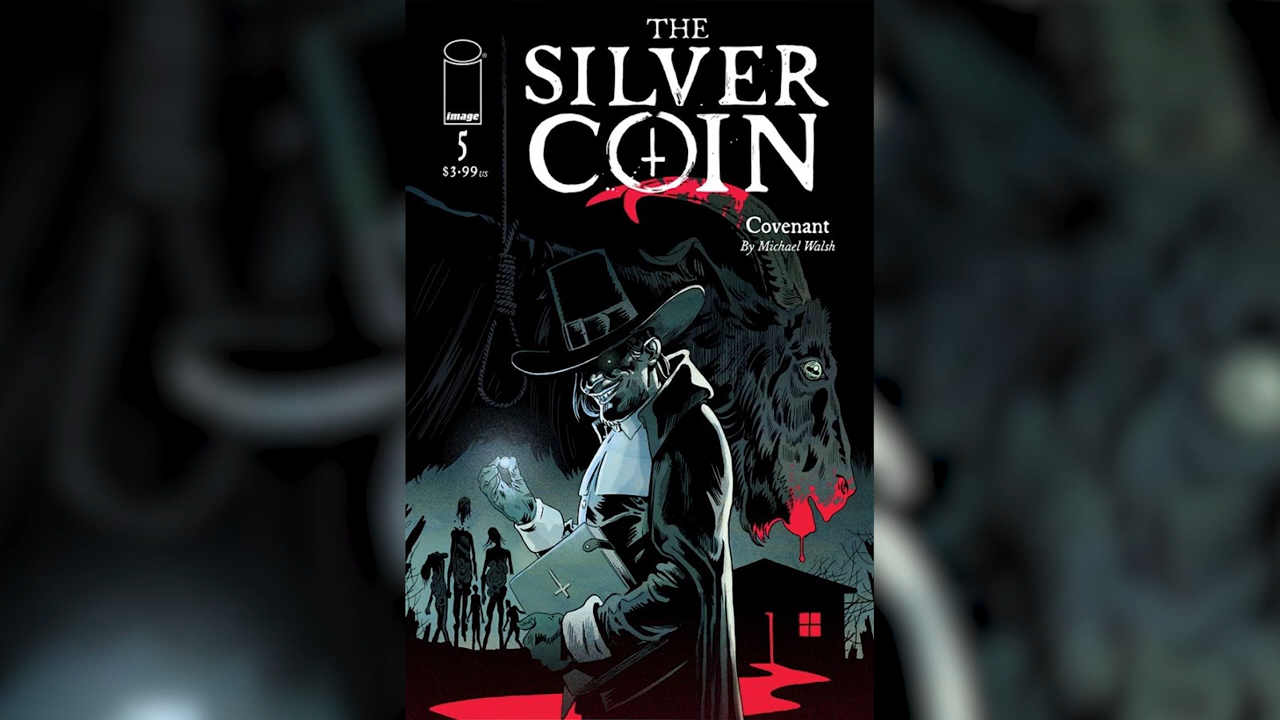 THE
SILVER
COIN
image
5
$3.99 US
Covenant
By Michael Walsh